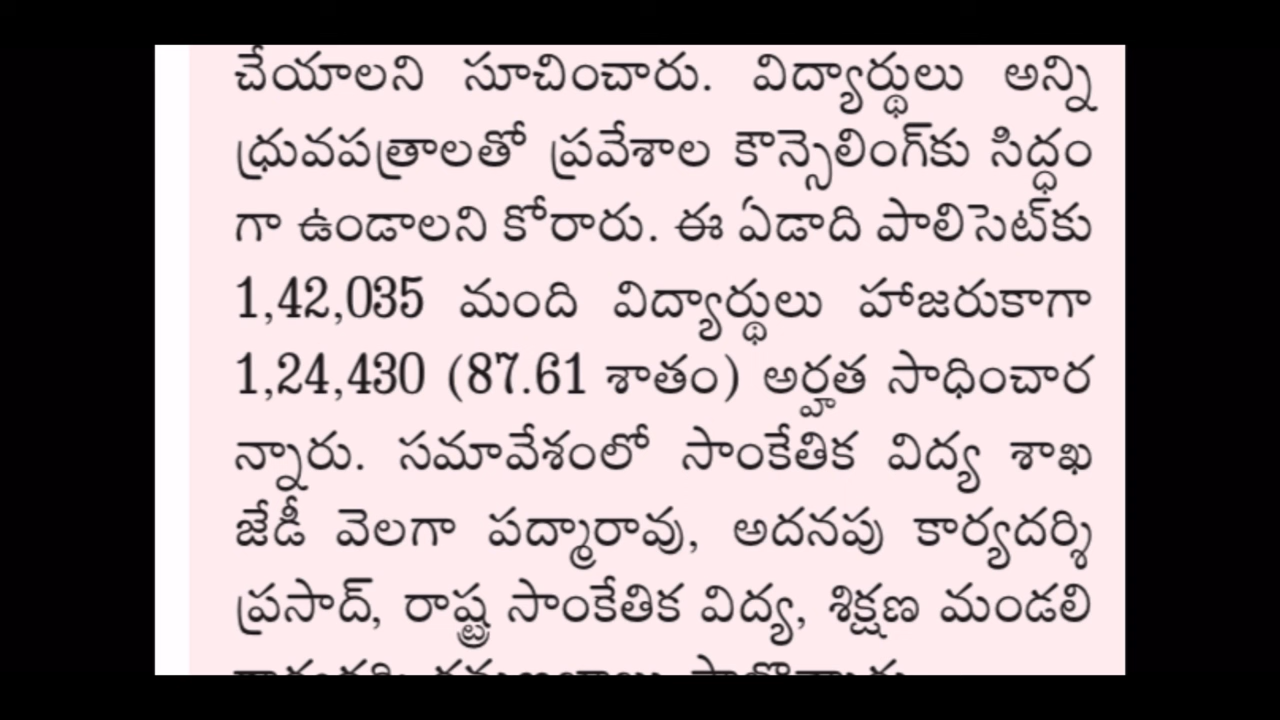 చేయాలని సూచించారు. విద్యార్థులు అన్ని
ధ్రువపత్రాలతో ప్రవేశాల కౌన్సెలింగ్‌కు సిద్ధం
గా ఉండాలని కోరారు. ఈ ఏడాది పాలిసెట్‌కు
1,42,035 మంది విద్యార్థులు హాజరుకాగా
1,24,430 (87.61 శాతం) అర్హత సాధించార
న్నారు. సమావేశంలో సాంకేతిక విద్య శాఖ
జేడీ వెలగా పద్మారావు, అదనపు కార్యదర్శి
ప్రసాద్, రాష్ట్ర సాంకేతిక విద్య, శిక్షణ మండలి